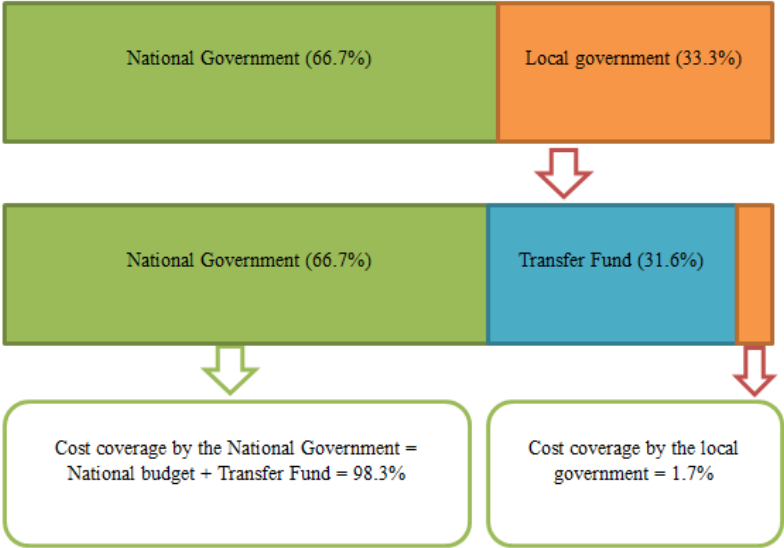 National Government (66.7%)
Local government (33.3%)
National Government (66.7%)
Transfer Fund (31.6%)
Cost coverage by the National Government =
National budget + Transfer Fund = 98.3%
Cost coverage by the local
government = 1.7%